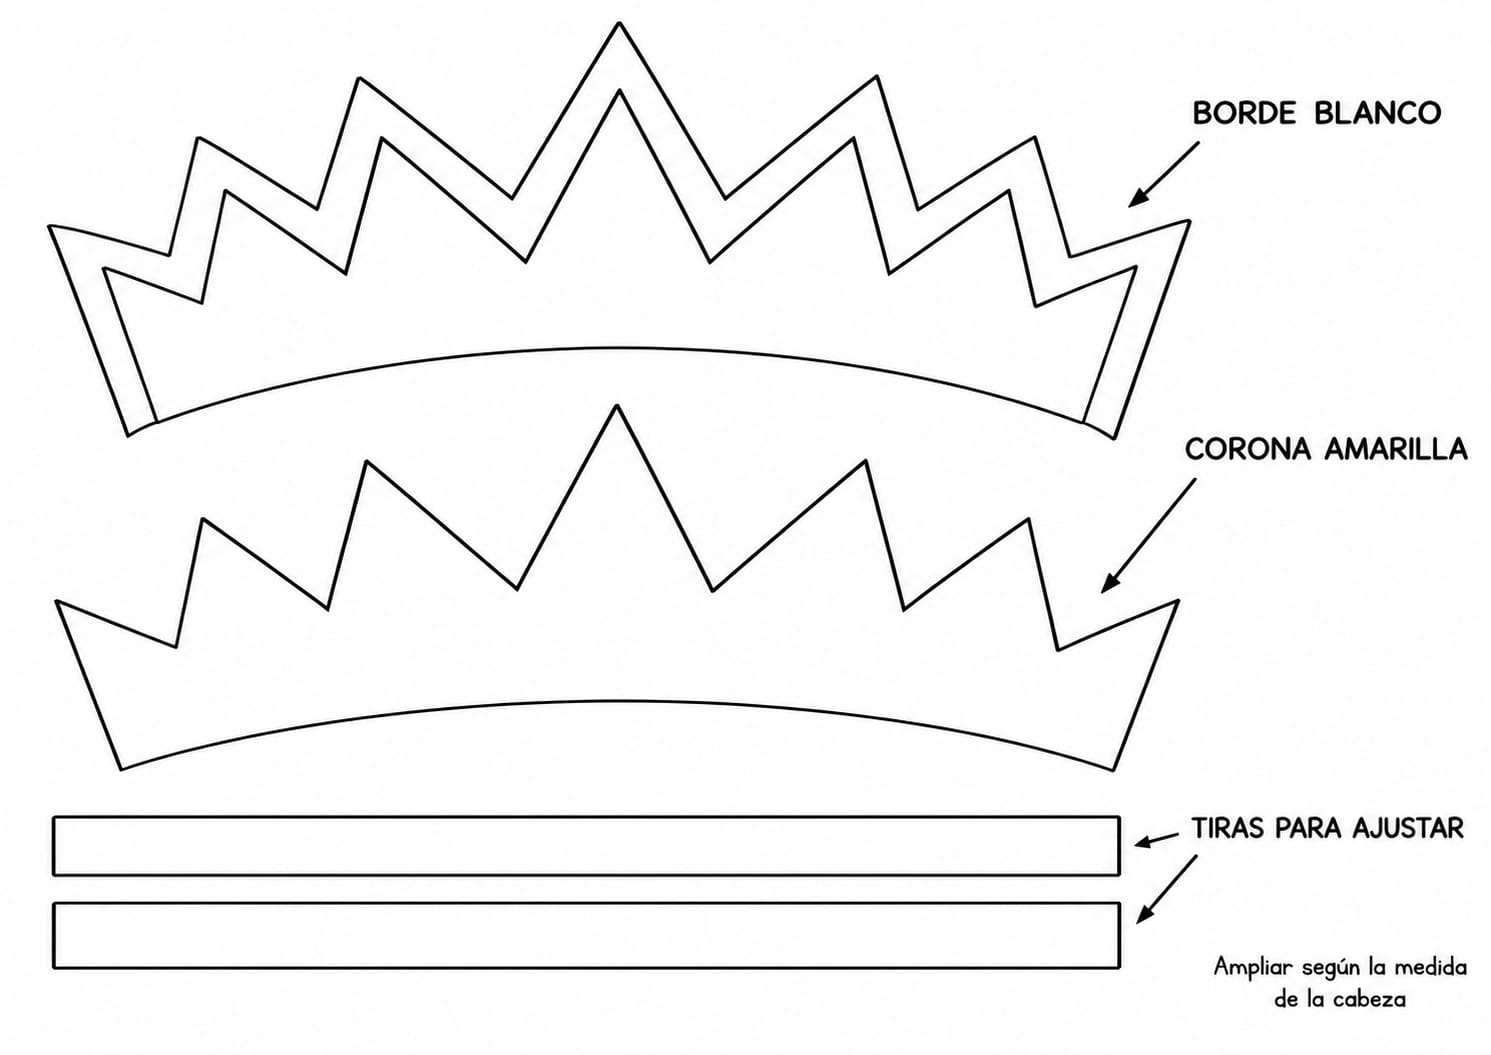 BORDE BLANCO
CORONA AMARILLA
TIRAS PARA AJUSTAR
Ampliar según la medida
de la cabeza